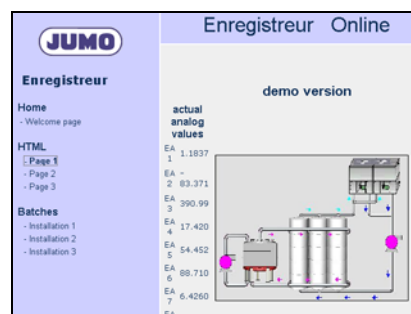 JUMO
Enregistreur
Home
- Welcome page
HTML
- Page 1
- Page 2
- Page 3
Batches
- Installation 1
- Installation 2
- Installation 3
Enregistreur Online
demo version
actual
analog
values
EA
1 1.1837
EA -
2 83.371
EA
3 390.99
EA
4 17.420
EA
5 54.452
EA
6 88.710
EA
7 6.4260